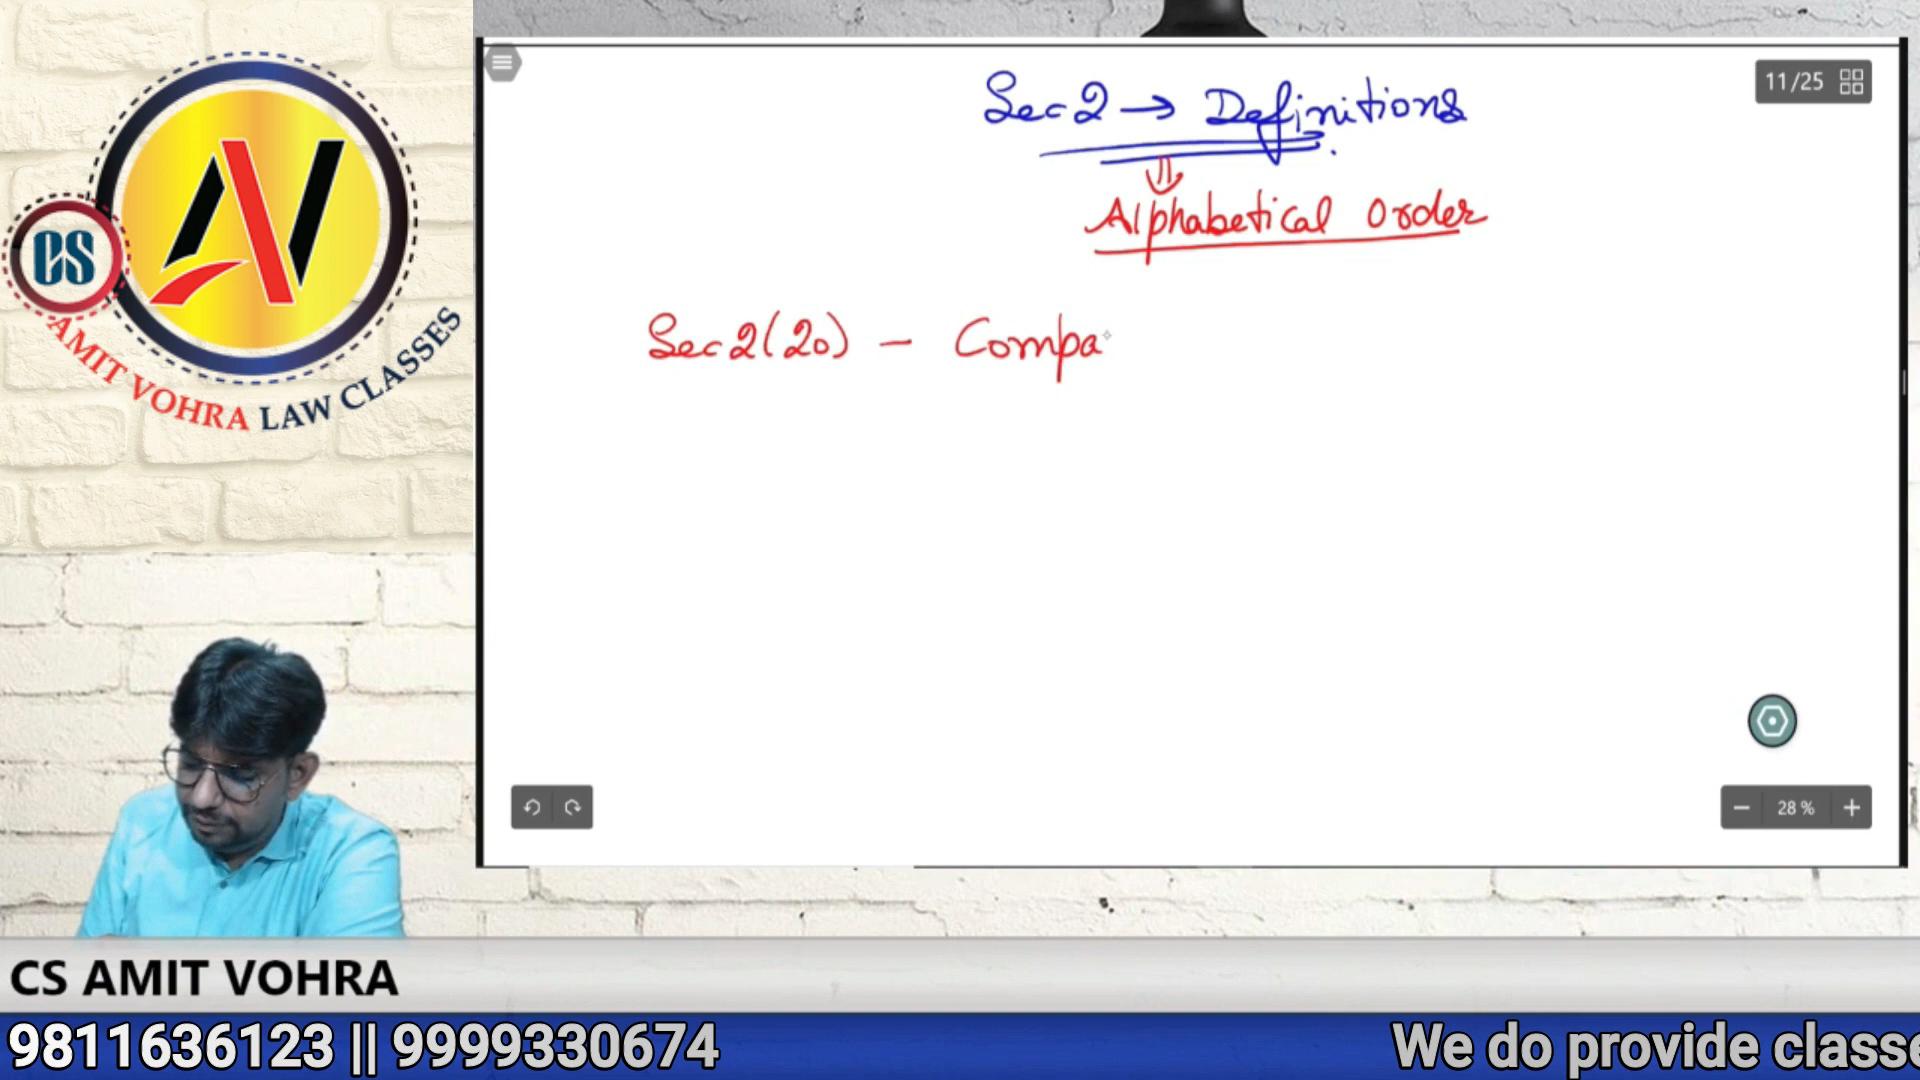 CS
AV
AMIT VOHRA LAW CLASSES
Sec 2 → Definitions
Alphabetical Order
Sec 2(20) - Compa
11/25
28 %
CS AMIT VOHRA
9811636123 || 9999330674
We do provide classe